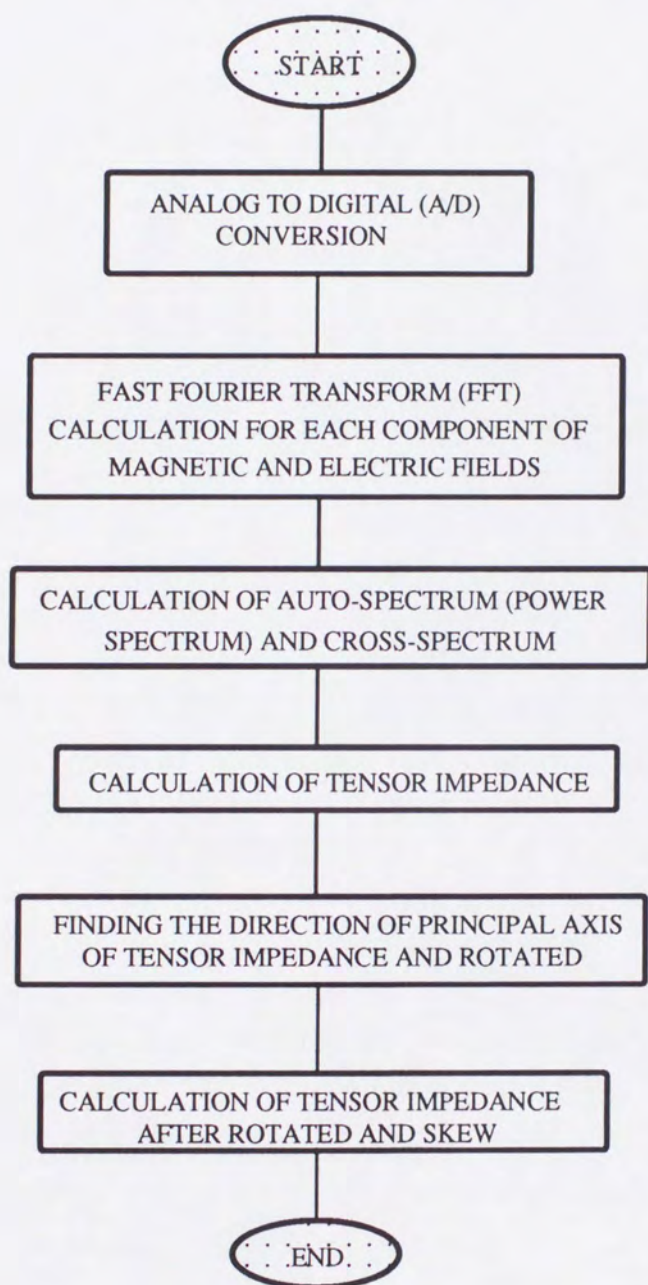 START
ANALOG TO DIGITAL (A/D)
CONVERSION
FAST FOURIER TRANSFORM (FFT)
CALCULATION FOR EACH COMPONENT OF
MAGNETIC AND ELECTRIC FIELDS
CALCULATION OF AUTO-SPECTRUM (POWER
SPECTRUM) AND CROSS-SPECTRUM
CALCULATION OF TENSOR IMPEDANCE
FINDING THE DIRECTION OF PRINCIPAL AXIS
OF TENSOR IMPEDANCE AND ROTATED
CALCULATION OF TENSOR IMPEDANCE
AFTER ROTATED AND SKEW
END